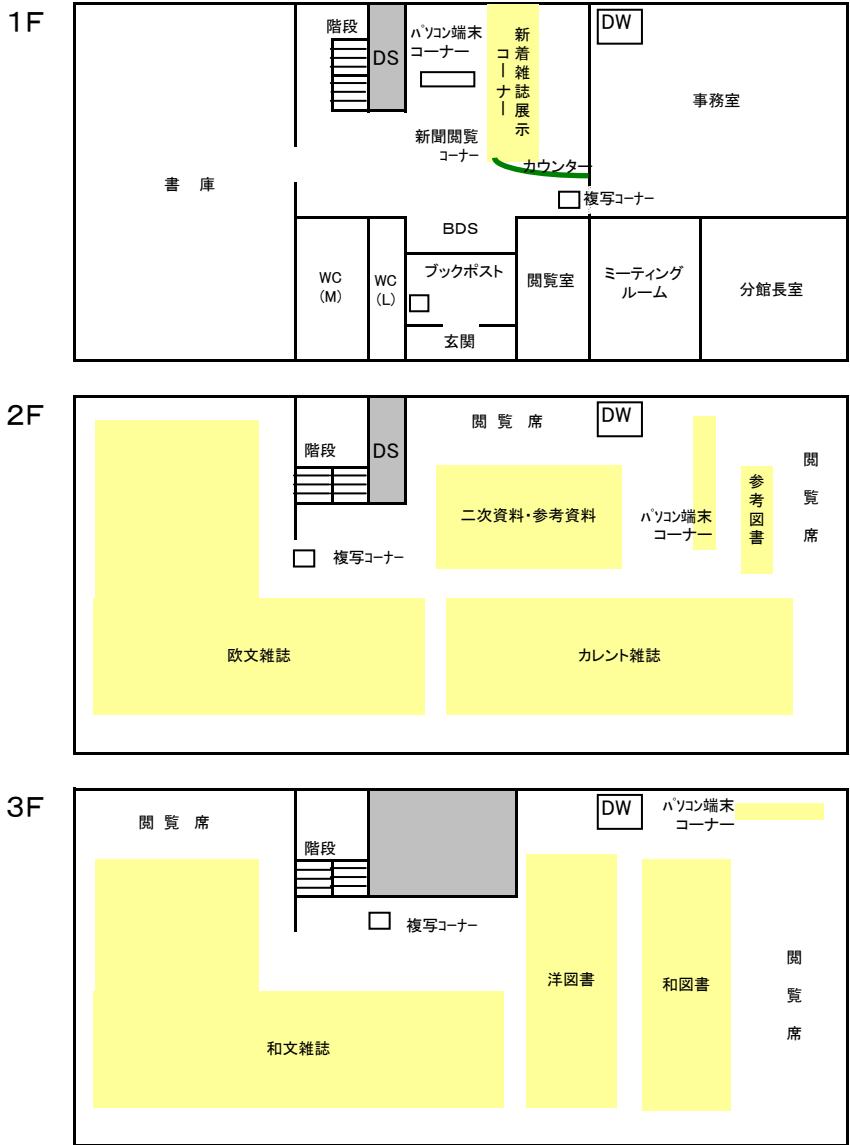 1F
階段
DS
パソコン端末
コーナー
新着雑誌展示
コーナー
DW
事務室
新聞閲覧
コーナー
カウンター
書 庫
複写コーナー
BDS
WC
(M)
WC
(L)
ブックポスト
閲覧室
ミーティング
ルーム
分館長室
玄関
2F
閲 覧 席
DW
階段
DS
閲覧席
二次資料・参考資料
パソコン端末
コーナー
参考図書
複写コーナー
欧文雑誌
カレント雑誌
3F
閲 覧 席
DW
パソコン端末
コーナー
階段
複写コーナー
洋図書
和図書
閲覧席
和文雑誌